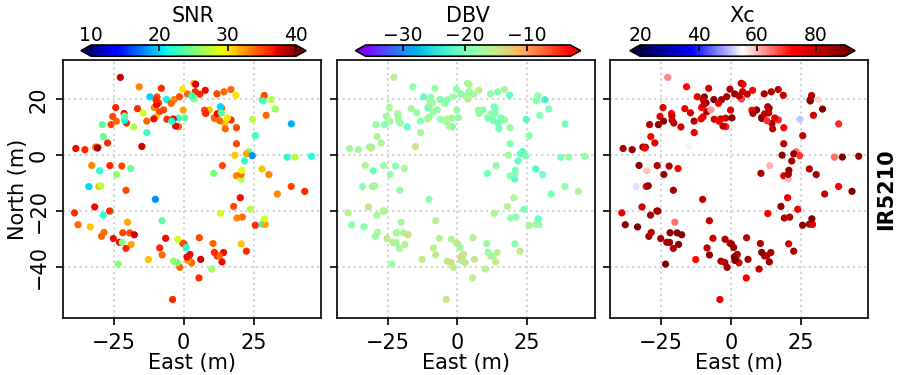 SNR DBV Xc
10 20 30 40 −30 −20 −10 20 40 60 80
20
0
−20
−40
North (m)
IR5210
−25 0 25 −25 0 25 −25 0 25
East (m) East (m) East (m)